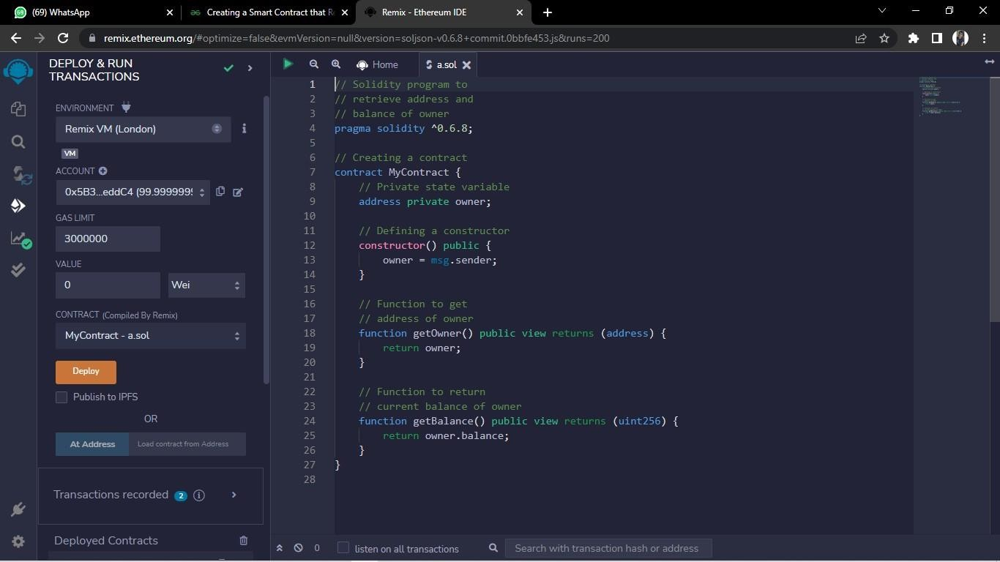 (69) WhatsApp
Creating a Smart Contract that R
Remix - Ethereum IDE
remix.ethereum.org/#optimize=false&evmVersion=null&version=soljson-v0.6.8+commit.0bbfe453.js&runs=200
DEPLOY & RUN
TRANSACTIONS
ENVIRONMENT
Remix VM (London)
VM
ACCOUNT
0x5B3...eddC4 (99.9999999
GAS LIMIT
3000000
VALUE
0
Wei
CONTRACT (Compiled By Remix)
MyContract - a.sol
Deploy
Publish to IPFS
OR
At Address
Load contract from Address
Transactions recorded 2
Deployed Contracts
Home
a.sol
1 // Solidity program to
2 // retrieve address and
3 // balance of owner
4 pragma solidity ^0.6.8;
5
6 // Creating a contract
7 contract MyContract {
8 // Private state variable
9 address private owner;
10
11 // Defining a constructor
12 constructor() public {
13 owner = msg.sender;
14 }
15
16 // Function to get
17 // address of owner
18 function getOwner() public view returns (address) {
19 return owner;
20 }
21
22 // Function to return
23 // current balance of owner
24 function getBalance() public view returns (uint256) {
25 return owner.balance;
26 }
27 }
28
0
listen on all transactions
Search with transaction hash or address